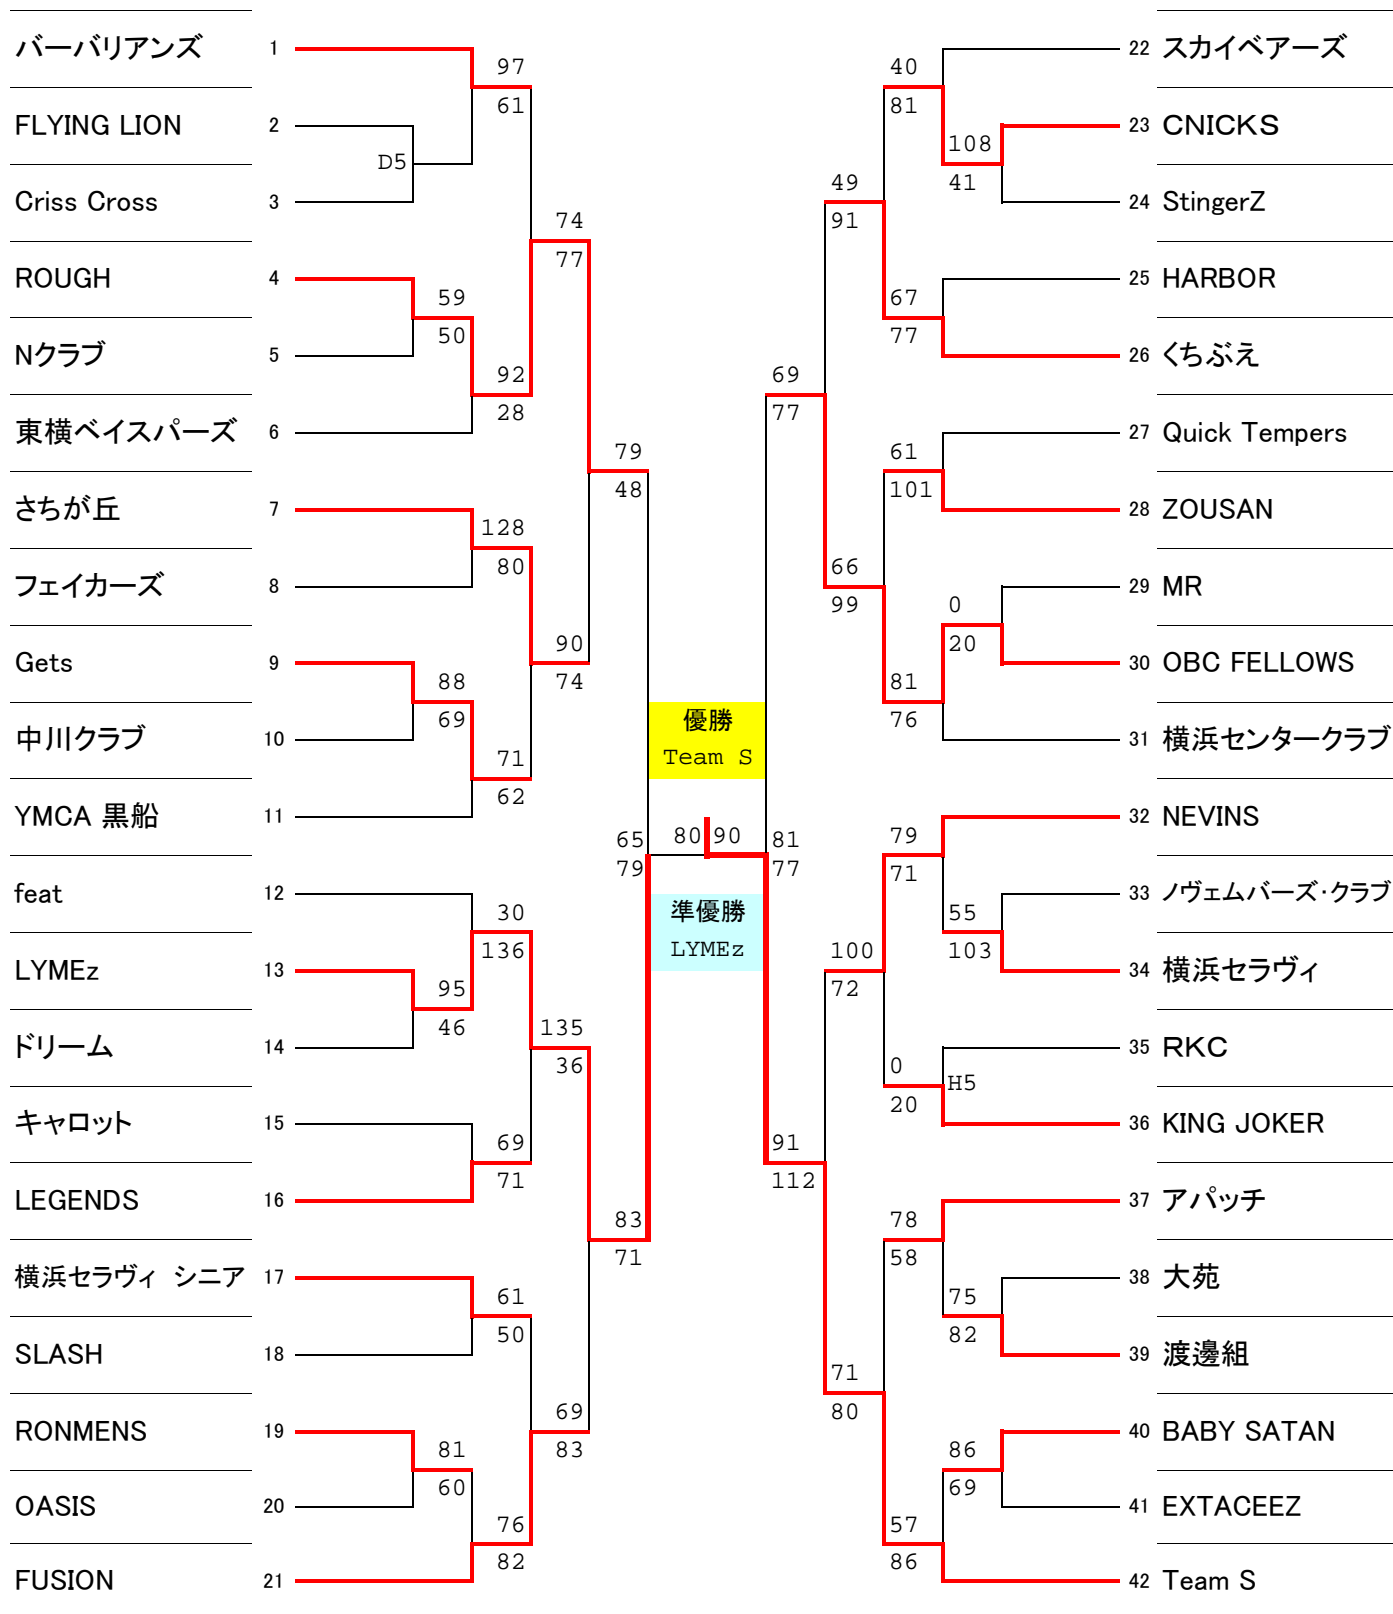 バーバリアンズ 1
FLYING LION 2
Criss Cross 3
ROUGH 4
Nクラブ 5
東横ベイスパーズ 6
さちが丘 7
フェイカーズ 8
Gets 9
中川クラブ 10
YMCA 黒船 11
feat 12
LYMEz 13
ドリーム 14
キャロット 15
LEGENDS 16
横浜セラヴィ シニア 17
SLASH 18
RONMENS 19
OASIS 20
FUSION 21
D5
59
50
88
69
95
46
81
60
97
61
92
28
128
80
71
62
30
136
69
71
61
50
76
82
74
77
90
74
135
36
69
83
79
48
83
71
65
79
優勝
Team S
80 90
準優勝
LYMEz
81
77
69
77
91
112
49
91
66
99
100
72
71
80
40
81
67
77
61
101
81
76
79
71
0
20
78
58
57
86
108
41
0
20
55
103
H5
75
82
86
69
22 スカイベアーズ
23 CNICKS
24 StingerZ
25 HARBOR
26 くちぶえ
27 Quick Tempers
28 ZOUSAN
29 MR
30 OBC FELLOWS
31 横浜センタークラブ
32 NEVINS
33 ノヴェムバーズ・クラブ
34 横浜セラヴィ
35 RKC
36 KING JOKER
37 アパッチ
38 大苑
39 渡邊組
40 BABY SATAN
41 EXTACEEZ
42 Team S